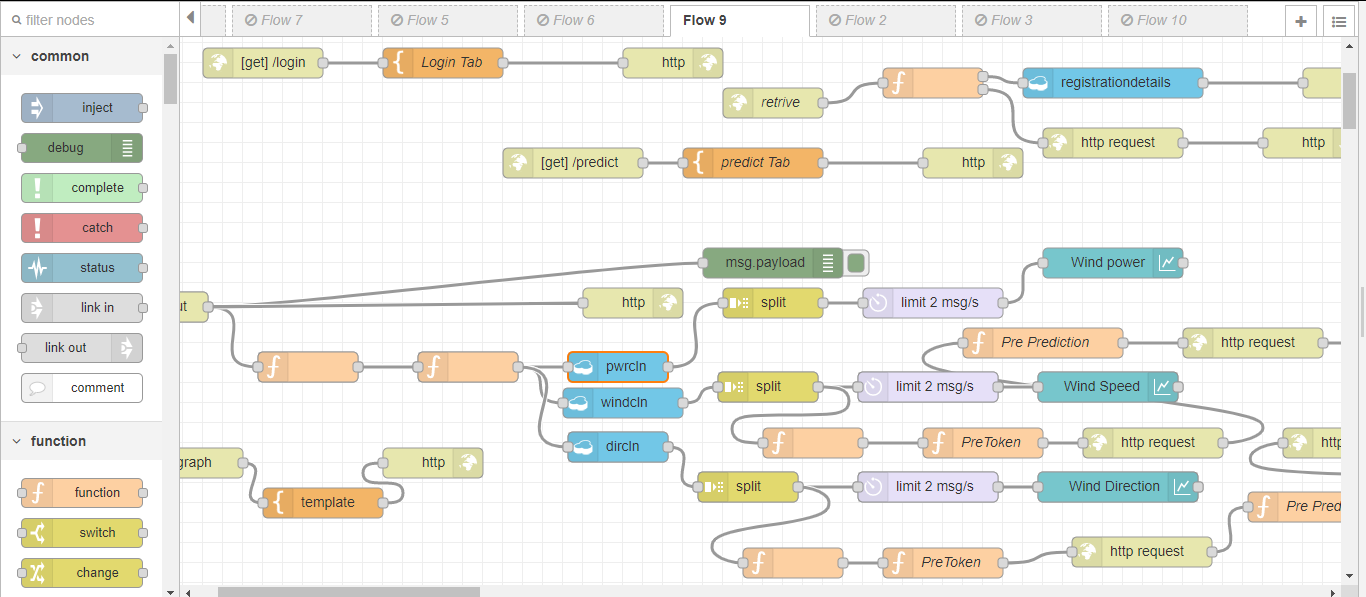 filter nodes
Flow 7
Flow 5
Flow 6
Flow 9
Flow 2
Flow 3
Flow 10
common
inject
debug
complete
catch
status
link in
link out
comment
function
function
switch
change
[get] /login
Login Tab
http
retrive
registrationdetails
http request
http
[get] /predict
predict Tab
http
msg.payload
Wind power
http
split
limit 2 msg/s
Pre Prediction
http request
pwrcln
split
limit 2 msg/s
Wind Speed
windcln
PreToken
http request
dircln
http
template
split
limit 2 msg/s
Wind Direction
Pre Pred
PreToken
http request